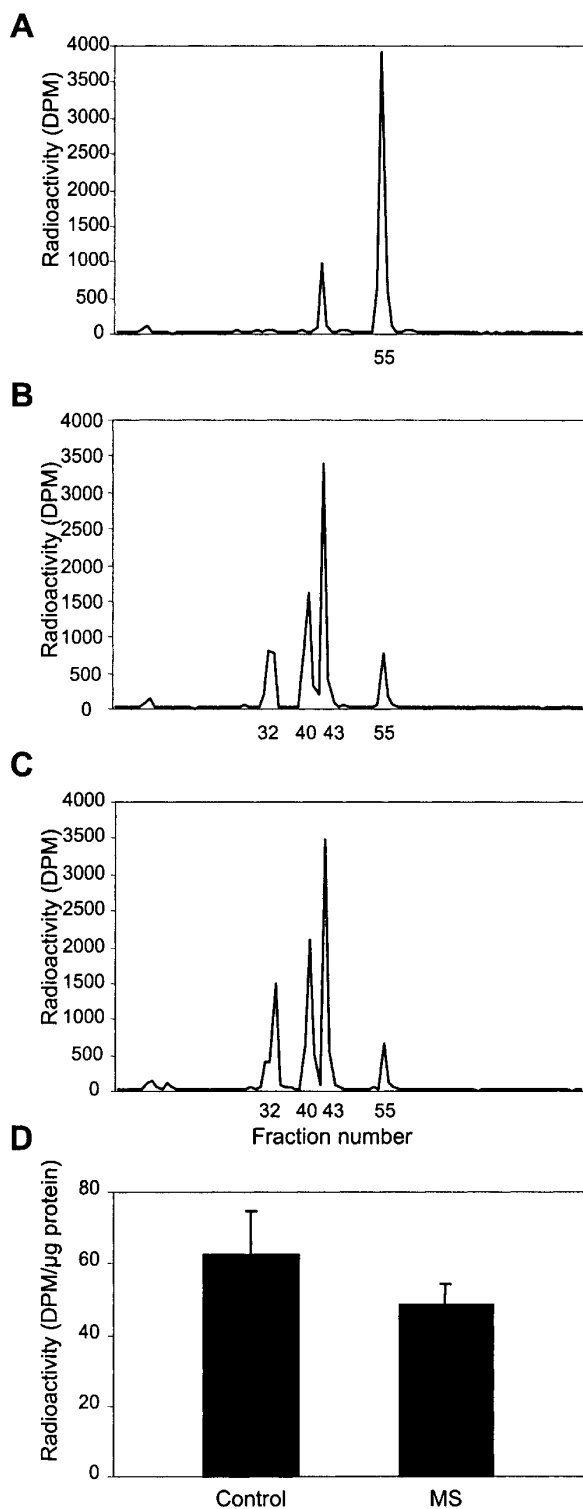 A
Radioactivity (DPM)
4000
3500
3000
2500
2000
1500
1000
500
0
55
B
Radioactivity (DPM)
4000
3500
3000
2500
2000
1500
1000
500
0
32 40 43 55
C
Radioactivity (DPM)
4000
3500
3000
2500
2000
1500
1000
500
0
32 40 43 55
Fraction number
D
Radioactivity (DPM/µg protein)
80
60
40
20
0
Control MS